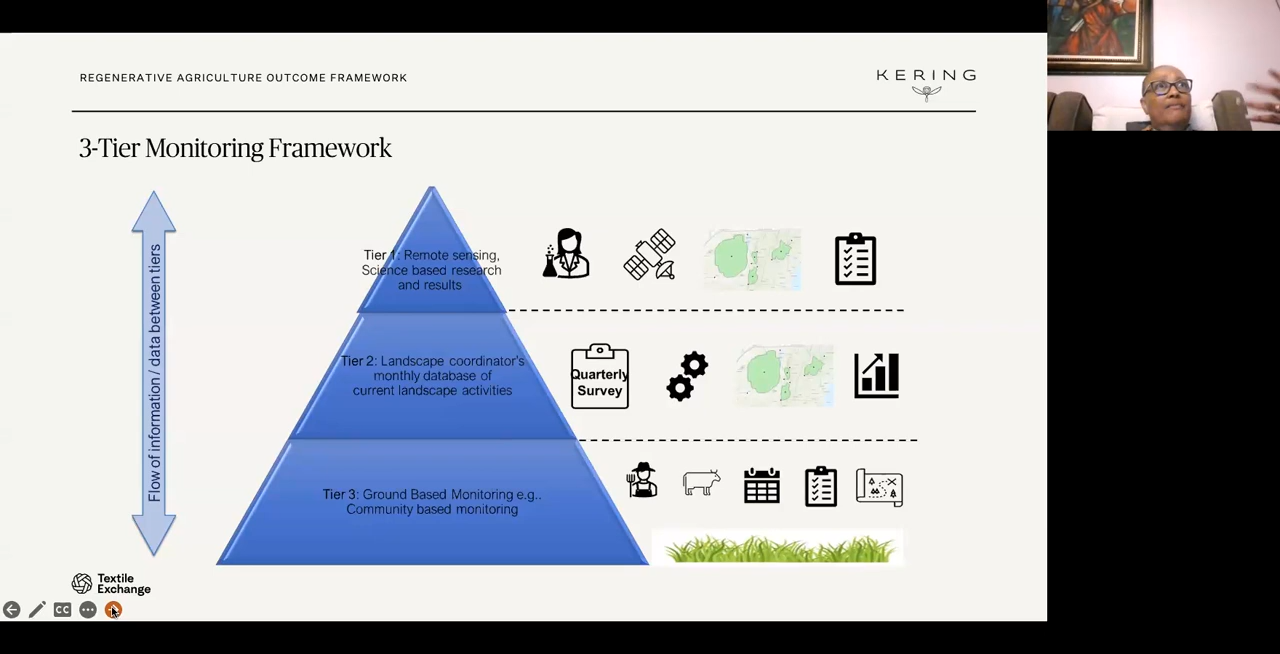 REGENERATIVE AGRICULTURE OUTCOME FRAMEWORK
KERING
3-Tier Monitoring Framework
Flow of information / data between tiers
Tier 1: Remote sensing,
Science based research
and results
Tier 2: Landscape coordinator's
monthly database of
current landscape activities
Quarterly
Survey
Tier 3: Ground Based Monitoring e.g..
Community based monitoring
Textile
Exchange
CC